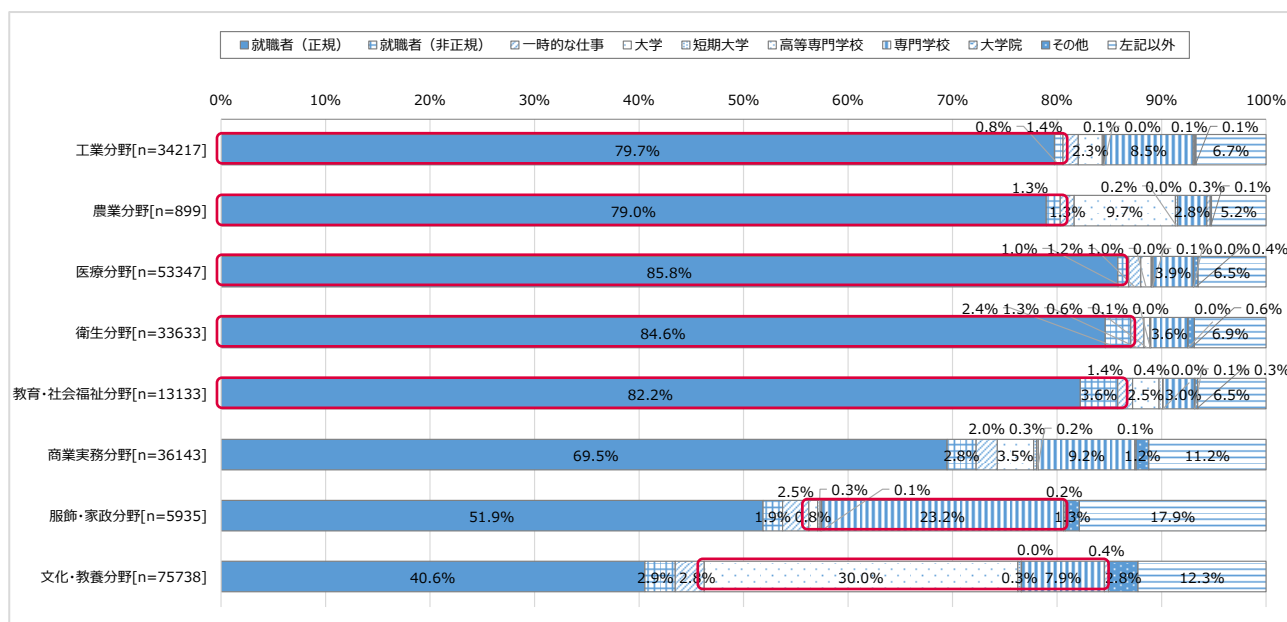 就職者（正規） 就職者（非正規） 一時的な仕事 大学 短期大学 高等専門学校 専門学校 大学院 その他 左記以外
0% 10% 20% 30% 40% 50% 60% 70% 80% 90% 100%
0.8% 1.4% 0.1% 0.0% 0.1% 0.1%
工業分野[n=34217] 79.7% 2.3% 8.5% 6.7%
1.3% 0.2% 0.0% 0.3% 0.1%
農業分野[n=899] 79.0% 1.3% 9.7% 2.8% 5.2%
1.0% 1.2% 1.0% 0.0% 0.1% 0.0% 0.4%
医療分野[n=53347] 85.8% 3.9% 6.5%
2.4% 1.3% 0.6% 0.1% 0.0% 0.0% 0.6%
衛生分野[n=33633] 84.6% 3.6% 6.9%
1.4% 0.4% 0.0% 0.1% 0.3%
教育・社会福祉分野[n=13133] 82.2% 3.6% 2.5% 3.0% 6.5%
2.0% 0.3% 0.2% 0.1%
商業実務分野[n=36143] 69.5% 2.8% 3.5% 9.2% 1.2% 11.2%
2.5% 0.3% 0.1% 0.2%
服飾・家政分野[n=5935] 51.9% 1.9% 0.8% 23.2% 1.3% 17.9%
0.0% 0.4%
文化・教養分野[n=75738] 40.6% 2.9% 2.8% 30.0% 0.3% 7.9% 2.8% 12.3%